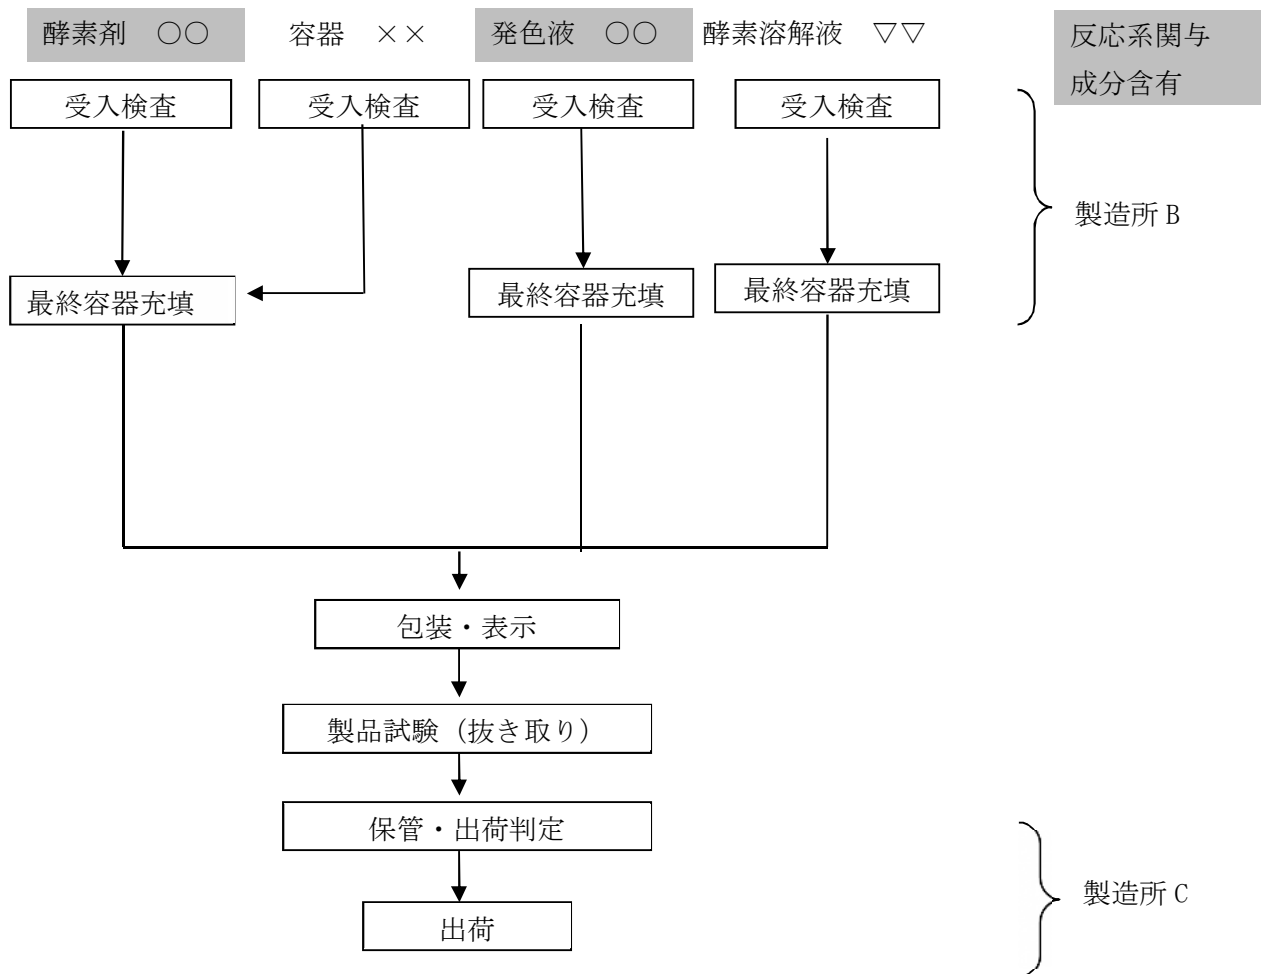 酵素剤　○○
容器　××
発色液　○○
酵素溶解液　▽▽
反応系関与
成分含有
受入検査
受入検査
受入検査
受入検査
製造所 B
最終容器充填
最終容器充填
最終容器充填
包装・表示
製品試験（抜き取り）
保管・出荷判定
製造所 C
出荷